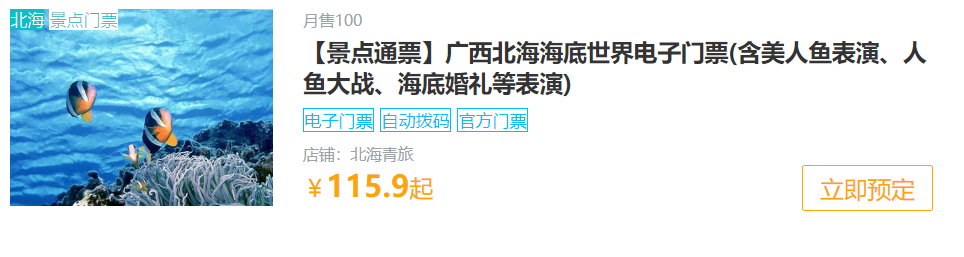 北海 景点门票
月售100
【景点通票】广西北海海底世界电子门票(含美人鱼表演、人
鱼大战、海底婚礼等表演)
电子门票 自动拨码 官方门票
店铺：北海青旅
￥115.9起
立即预定